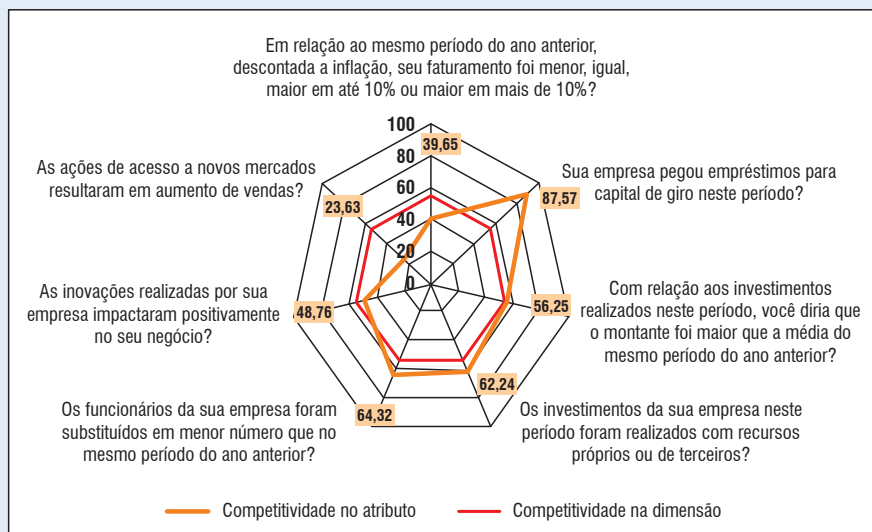 Em relação ao mesmo período do ano anterior,
descontada a inflação, seu faturamento foi menor, igual,
maior em até 10% ou maior em mais de 10%?
100
39,65
80
60
40
20
0
Sua empresa pegou empréstimos para
capital de giro neste período?
87,57
Com relação aos investimentos
realizados neste período, você diria que
o montante foi maior que a média do
mesmo período do ano anterior?
56,25
Os investimentos da sua empresa neste
período foram realizados com recursos
próprios ou de terceiros?
62,24
Os funcionários da sua empresa foram
substituídos em menor número que no
mesmo período do ano anterior?
64,32
As inovações realizadas por sua
empresa impactaram positivamente
no seu negócio?
48,76
As ações de acesso a novos mercados
resultaram em aumento de vendas?
23,63
Competitividade no atributo
Competitividade na dimensão